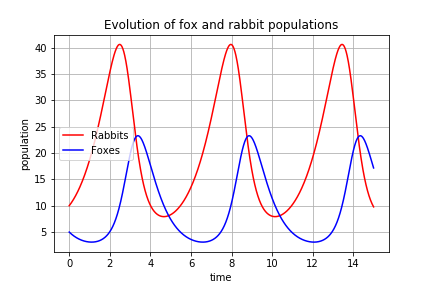 Evolution of fox and rabbit populations
population
40
35
30
25
20
15
10
5
Rabbits
Foxes
0 2 4 6 8 10 12 14
time